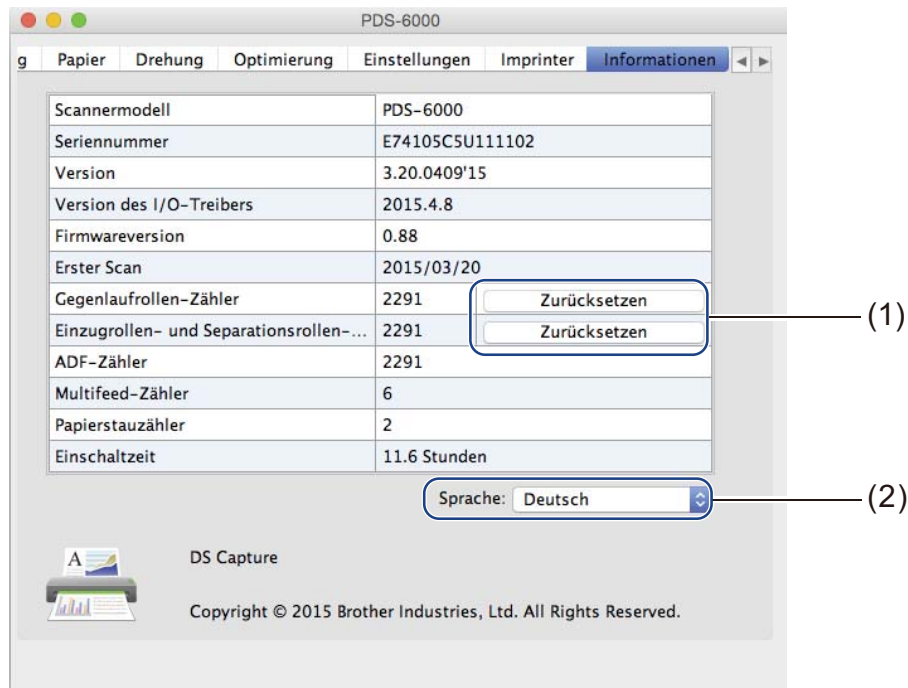 PDS-6000
g Papier Drehung Optimierung Einstellungen Imprinter Informationen
Scannermodell PDS-6000
Seriennummer E74105C5U111102
Version 3.20.0409'15
Version des I/O-Treibers 2015.4.8
Firmwareversion 0.88
Erster Scan 2015/03/20
Gegenlaufrollen-Zähler 2291 Zurücksetzen
(1)
Einzugrollen- und Separationsrollen-... 2291 Zurücksetzen
ADF-Zähler 2291
Multifeed-Zähler 6
Papierstauzähler 2
Einschaltzeit 11.6 Stunden
Sprache: Deutsch (2)
A
DS Capture
Copyright © 2015 Brother Industries, Ltd. All Rights Reserved.